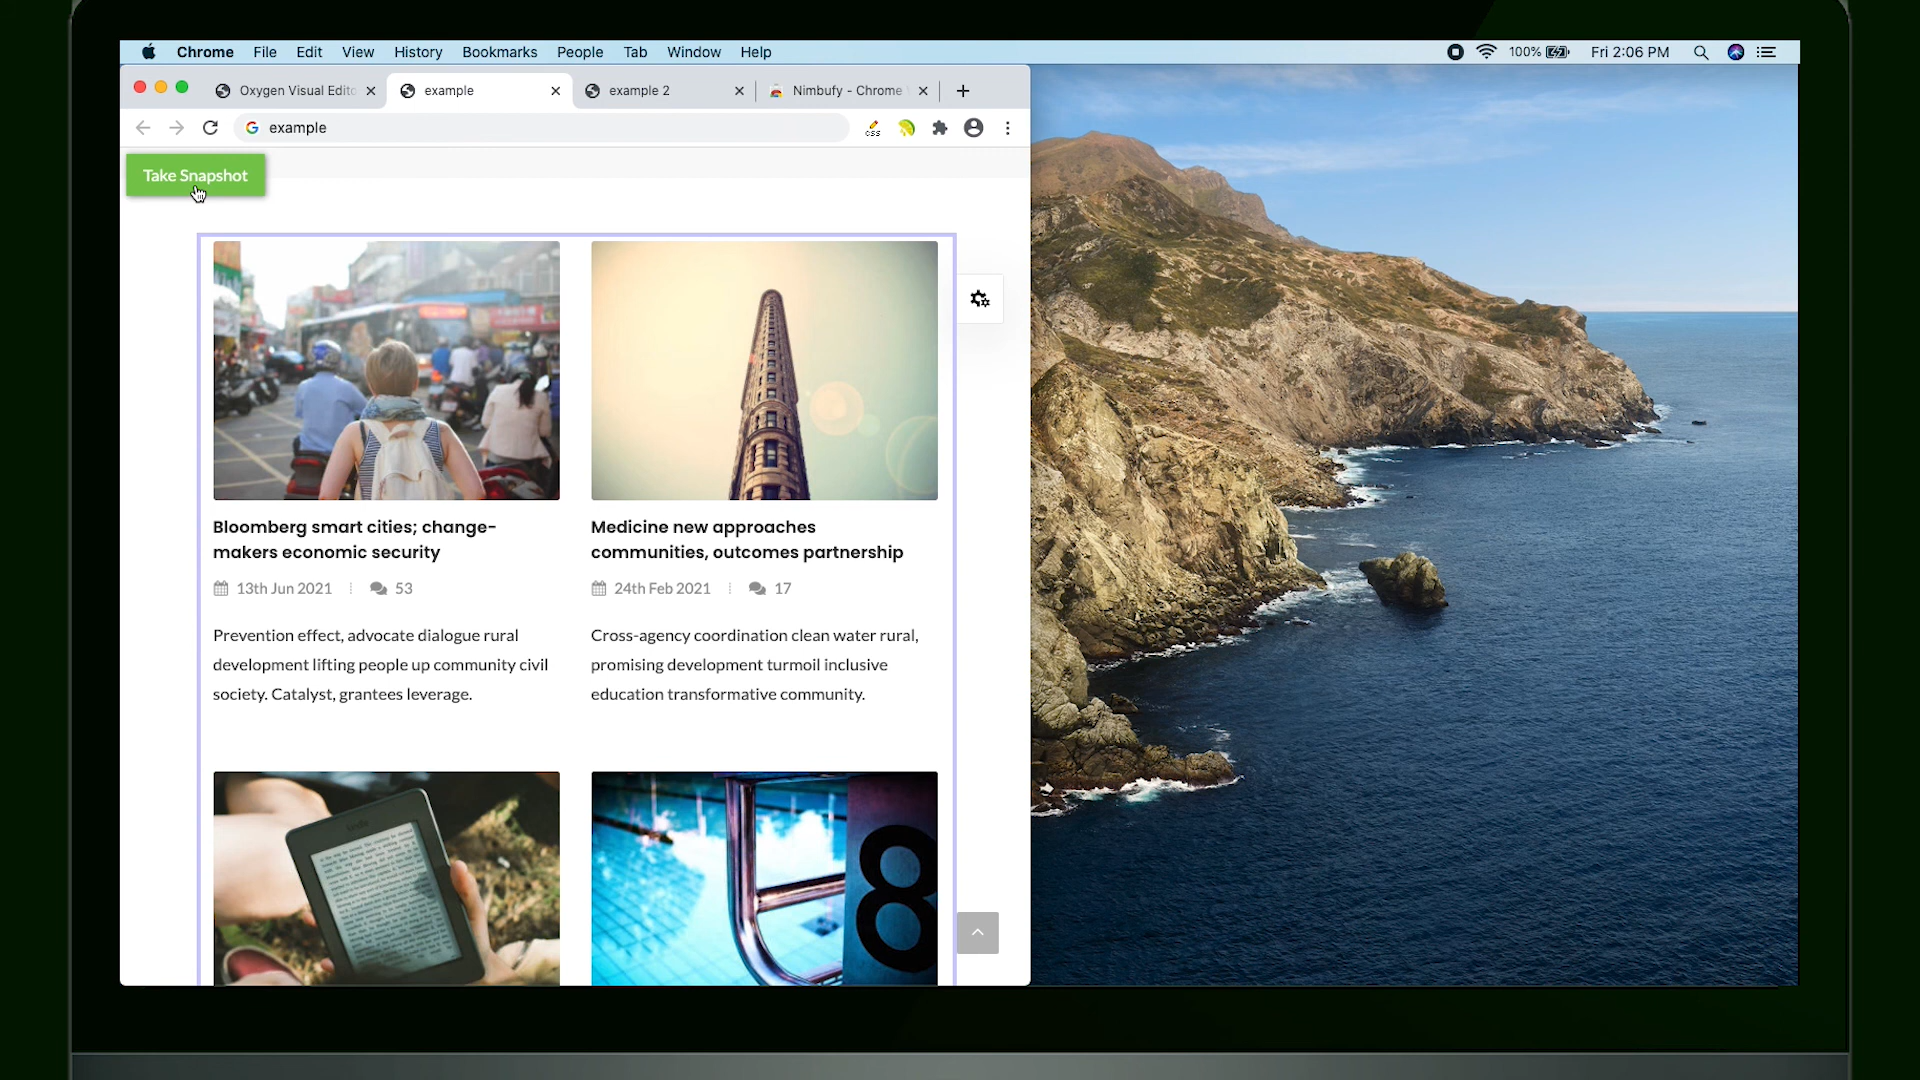 Chrome File Edit View History Bookmarks People Tab Window Help
100% Fri 2:06 PM
Oxygen Visual Edito
example
example 2
Nimbufy - Chrome
example
css
Take Snapshot
Bloomberg smart cities; change-
makers economic security
13th Jun 2021 53
Prevention effect, advocate dialogue rural
development lifting people up community civil
society. Catalyst, grantees leverage.
Medicine new approaches
communities, outcomes partnership
24th Feb 2021 17
Cross-agency coordination clean water rural,
promising development turmoil inclusive
education transformative community.
8